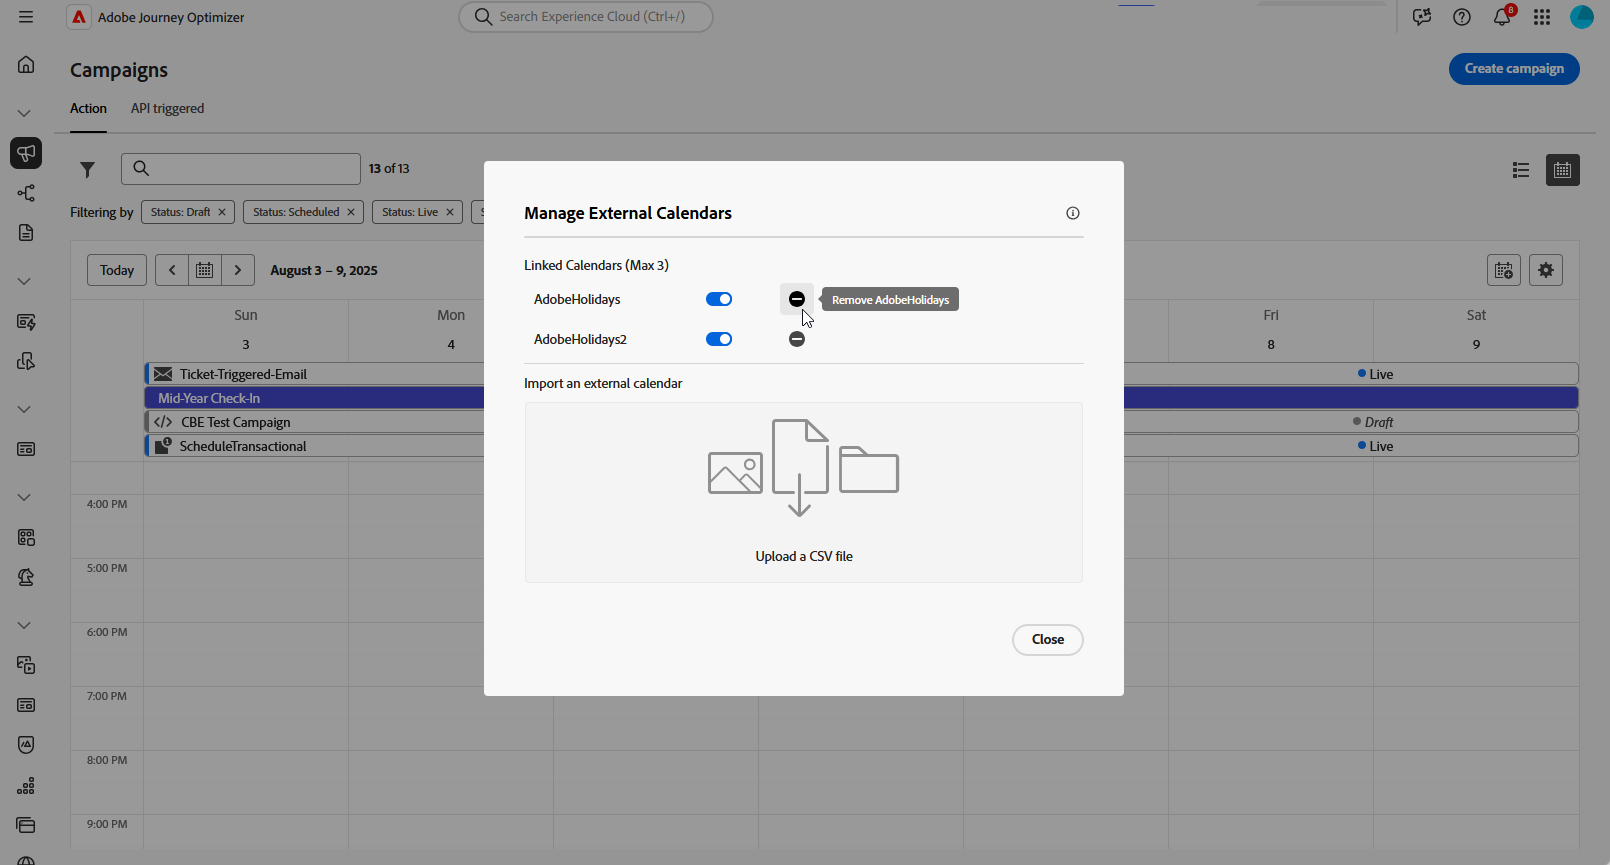 Adobe Journey Optimizer
Search Experience Cloud (Ctrl+/)
8
Campaigns
Create campaign
Action API triggered
13 of 13
Filtering by Status: Draft Status: Scheduled Status: Live
Today August 3 – 9, 2025
Sun Mon Fri Sat
3 4 8 9
Ticket-Triggered-Email Live
Mid-Year Check-In
CBE Test Campaign Draft
1 ScheduleTransactional Live
4:00 PM
5:00 PM
6:00 PM
7:00 PM
8:00 PM
9:00 PM
Manage External Calendars
Linked Calendars (Max 3)
AdobeHolidays Remove AdobeHolidays
AdobeHolidays2
Import an external calendar
Upload a CSV file
Close